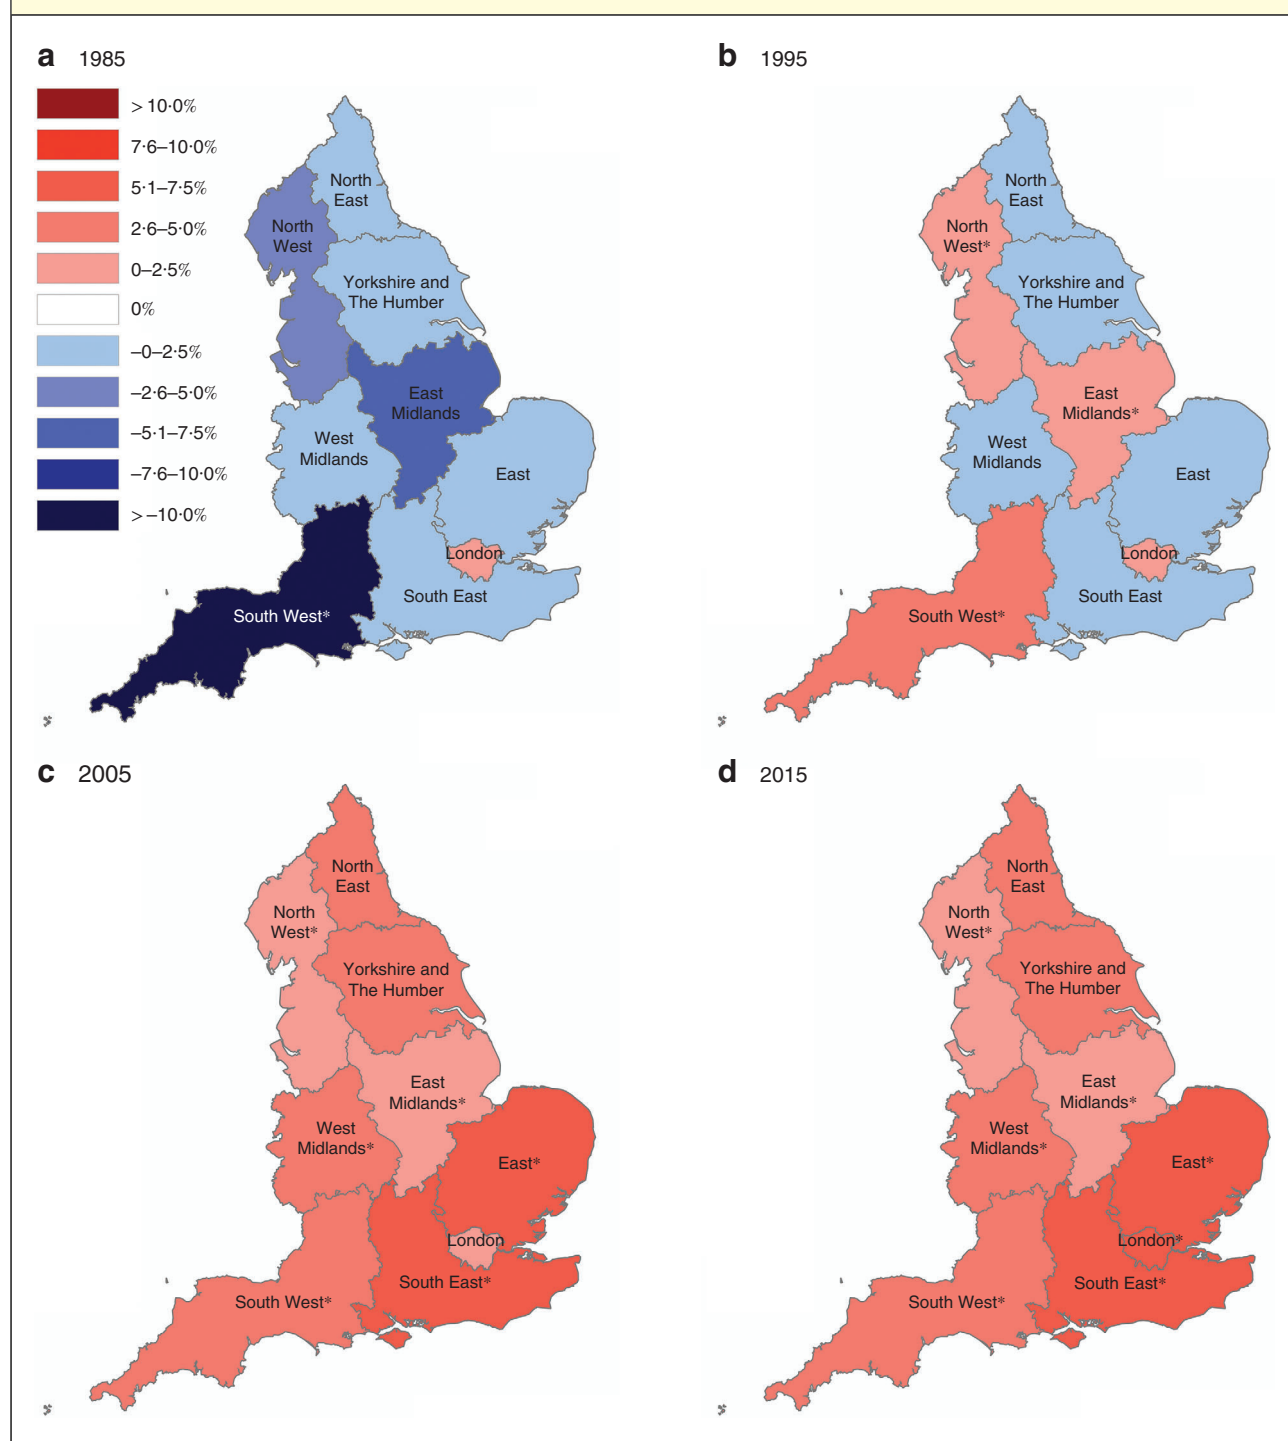 a 1985
> 10·0%
7·6–10·0%
5·1–7·5%
2·6–5·0%
0–2·5%
0%
–0–2·5%
–2·6–5·0%
–5·1–7·5%
–7·6–10·0%
> –10·0%
North
East
North
West
Yorkshire and
The Humber
East
Midlands
West
Midlands
East
London
South East
South West*
b 1995
North
East
North
West*
Yorkshire and
The Humber
East
Midlands*
West
Midlands
East
London
South East
South West*
c 2005
North
East
North
West*
Yorkshire and
The Humber
East
Midlands*
West
Midlands*
East*
London
South East*
South West*
d 2015
North
East
North
West*
Yorkshire and
The Humber
East
Midlands*
West
Midlands*
East*
London*
South East*
South West*